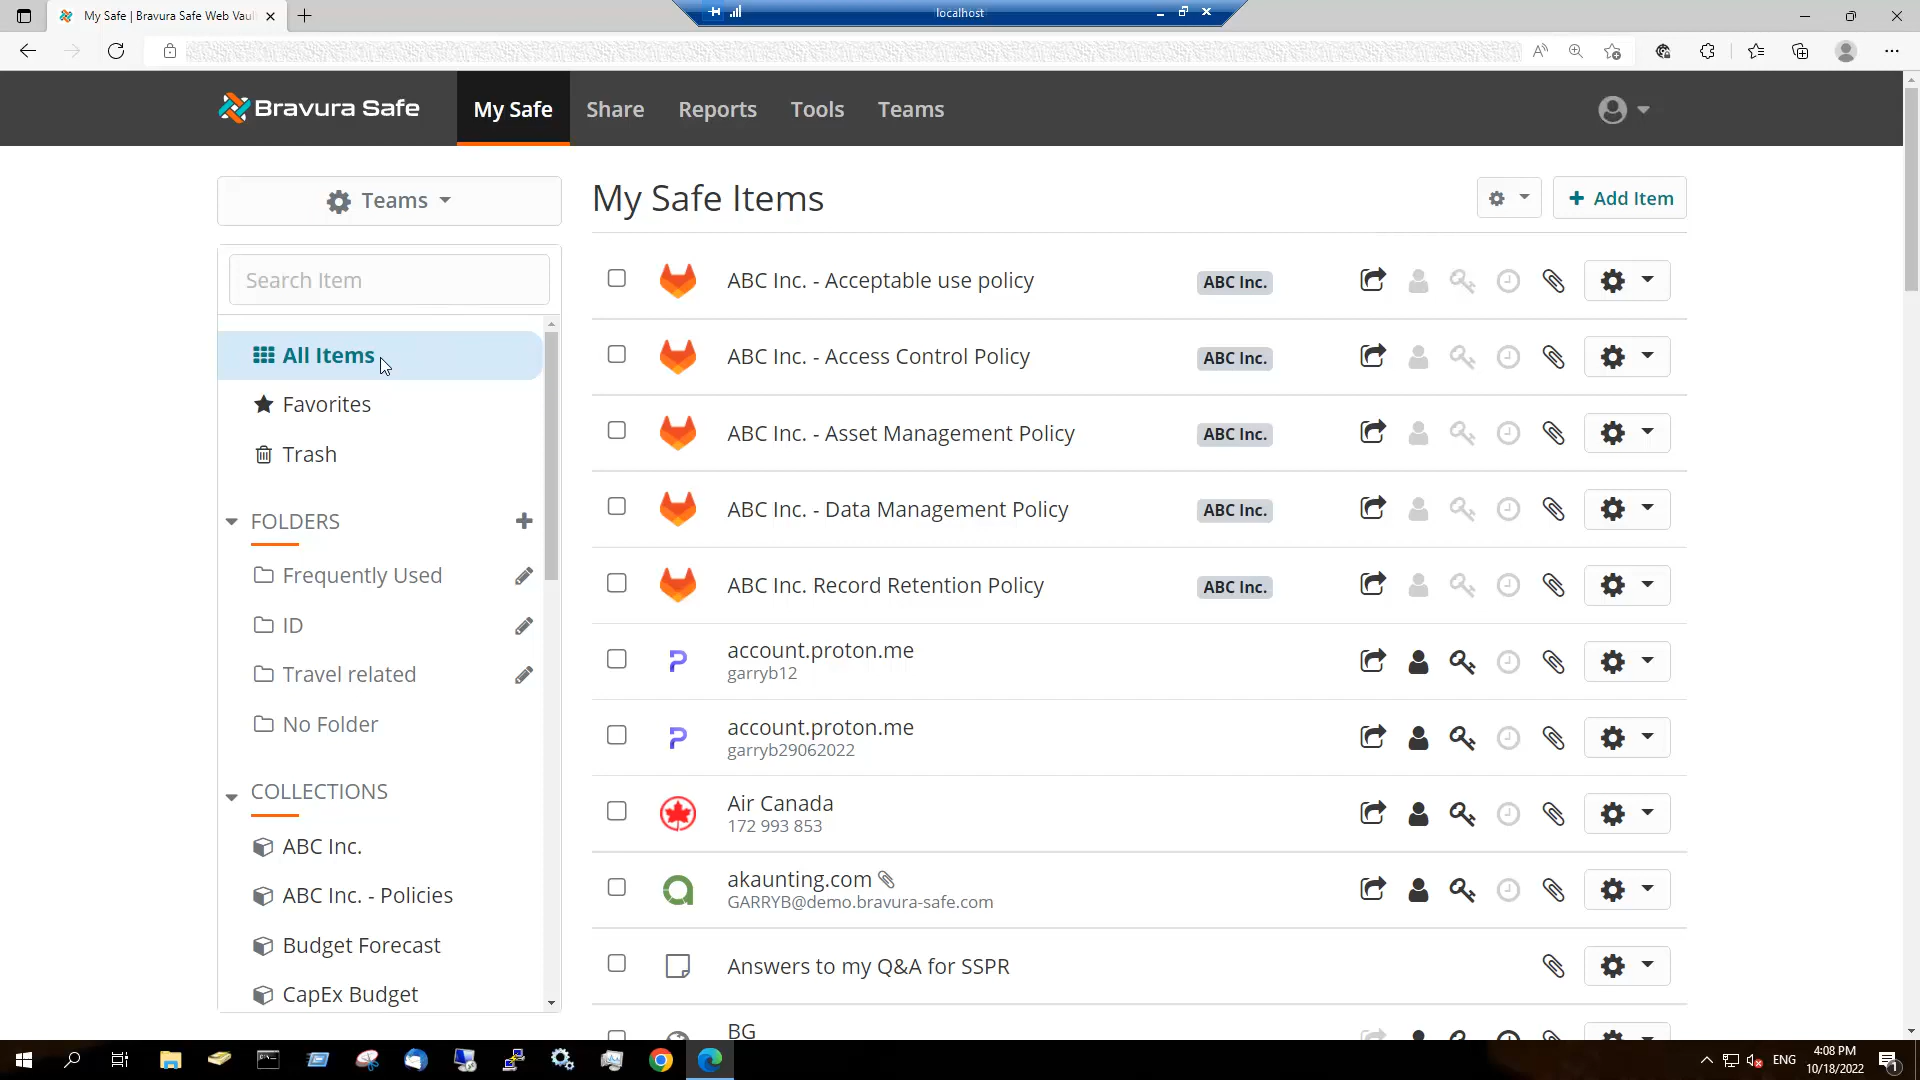 My Safe | Bravura Safe Web Vau
localhost
Bravura Safe
My Safe
Share
Reports
Tools
Teams
Teams
Search Item
All Items
Favorites
Trash
FOLDERS
Frequently Used
ID
Travel related
No Folder
COLLECTIONS
ABC Inc.
ABC Inc. - Policies
Budget Forecast
CapEx Budget
My Safe Items
Add Item
ABC Inc. - Acceptable use policy
ABC Inc.
ABC Inc. - Access Control Policy
ABC Inc.
ABC Inc. - Asset Management Policy
ABC Inc.
ABC Inc. - Data Management Policy
ABC Inc.
ABC Inc. Record Retention Policy
ABC Inc.
account.proton.me
garryb12
account.proton.me
garryb29062022
Air Canada
172 993 853
akaunting.com
GARRYB@demo.bravura-safe.com
Answers to my Q&A for SSPR
BG
ENG
4:08 PM
10/18/2022
1